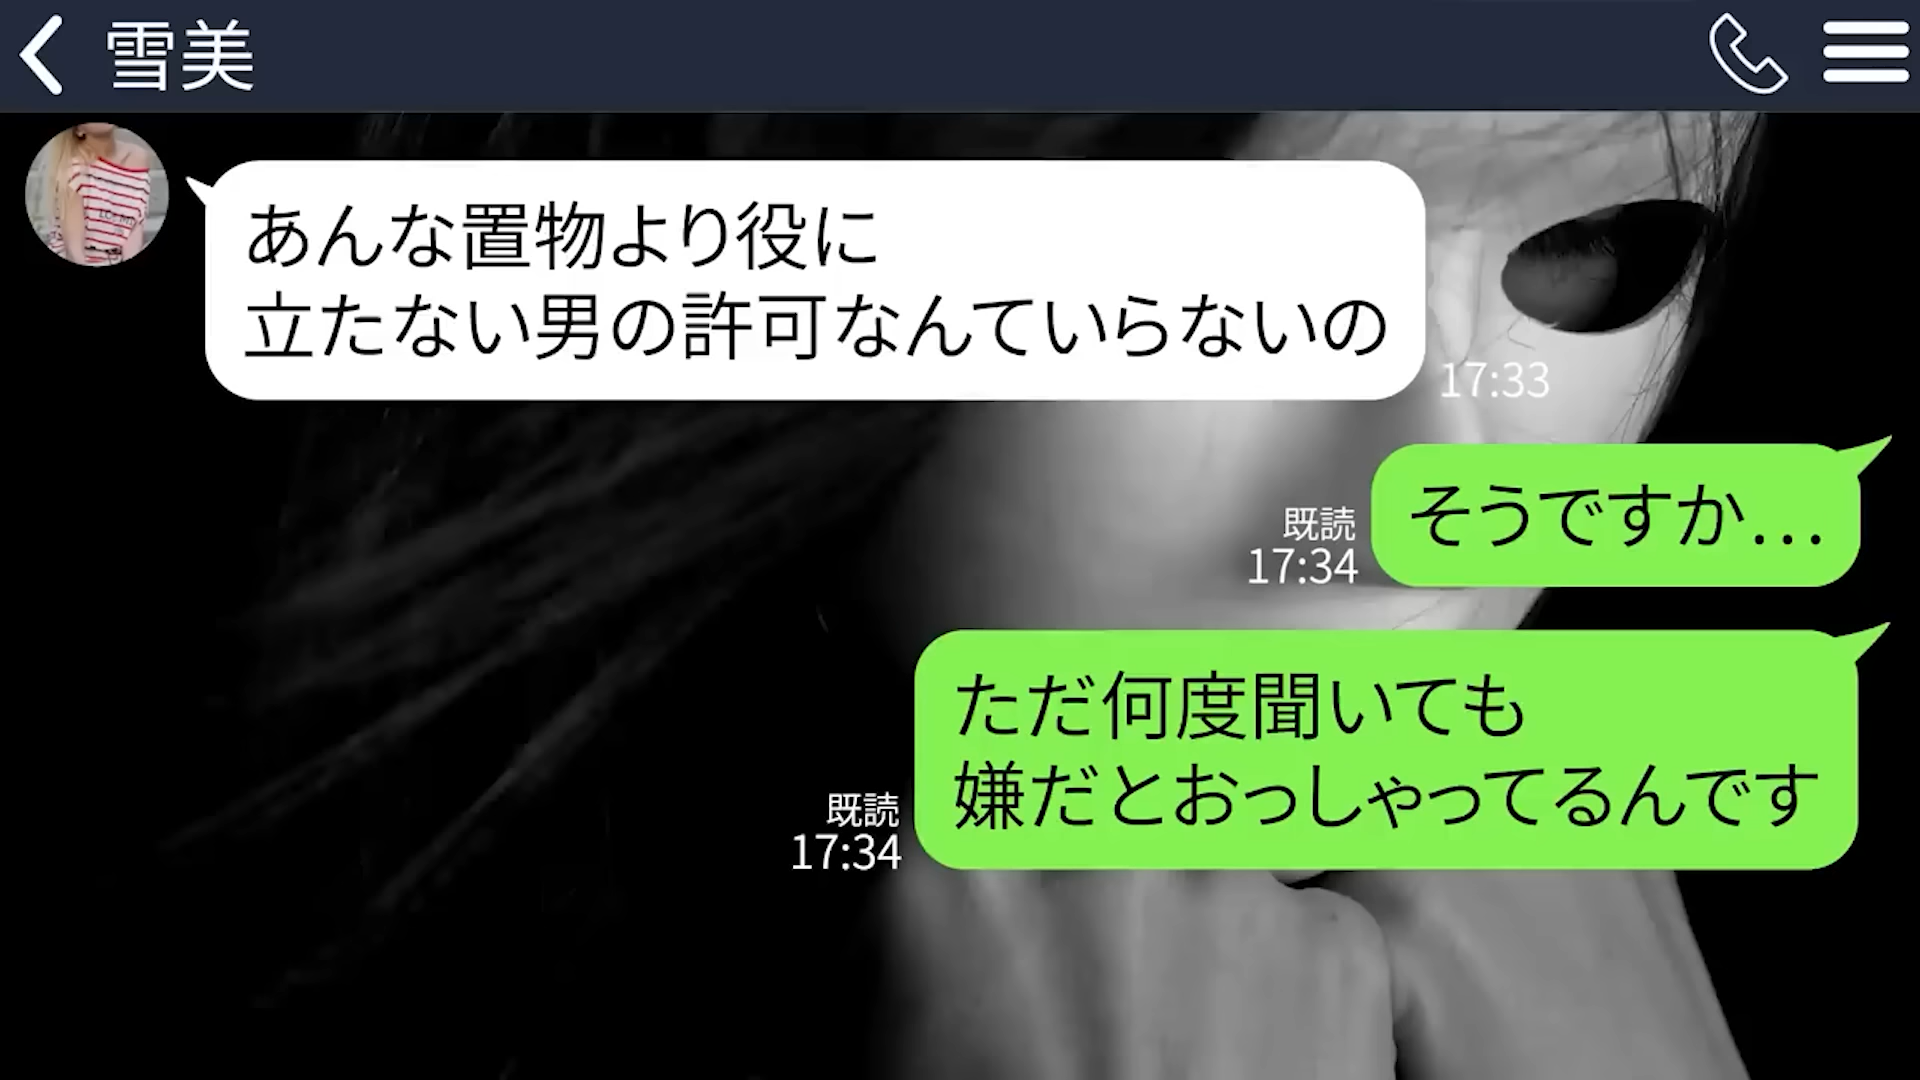 雪美
あんな置物より役に
立たない男の許可なんていらないの
17:33
そうですか...
既読
17:34
ただ何度聞いても
嫌だとおっしゃってるんです
既読
17:34